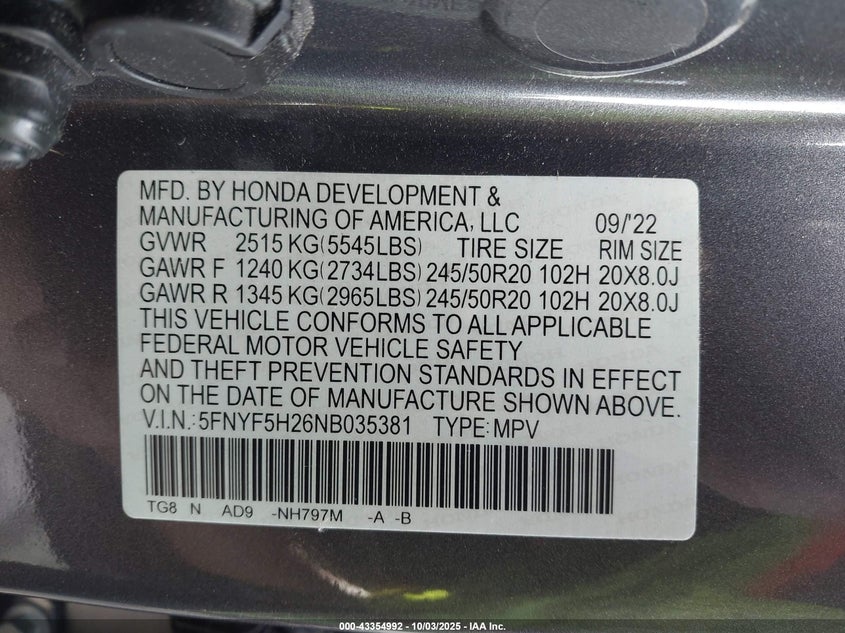 MFD. BY HONDA DEVELOPMENT &
MANUFACTURING OF AMERICA, LLC 09/'22
GVWR 2515 KG(5545LBS) TIRE SIZE RIM SIZE
GAWR F 1240 KG(2734LBS) 245/50R20 102H 20X8.0J
GAWR R 1345 KG(2965LBS) 245/50R20 102H 20X8.0J
THIS VEHICLE CONFORMS TO ALL APPLICABLE
FEDERAL MOTOR VEHICLE SAFETY
AND THEFT PREVENTION STANDARDS IN EFFECT
ON THE DATE OF MANUFACTURE SHOWN ABOVE.
V.I.N.: 5FNYF5H26NB035381 TYPE: MPV
TG8 N AD9 -NH797M -A -B
000-43354992 - 10/03/2025 - IAA Inc.